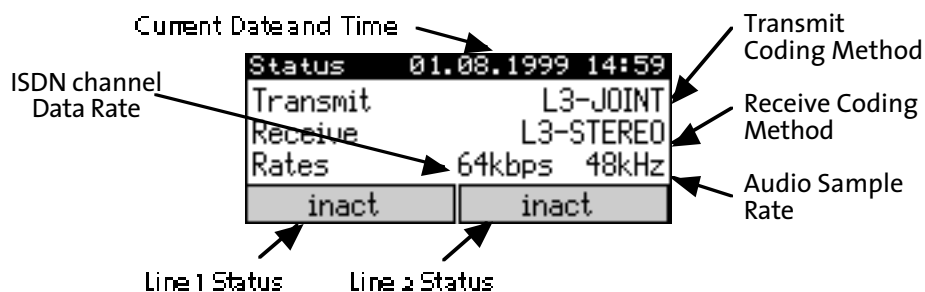 Current Date and Time
Transmit
Coding Method
ISDN channel
Data Rate
Status 01.08.1999 14:59
Transmit L3-JOINT
Receive L3-STEREO
Rates 64kbps 48kHz
inact inact
Receive Coding
Method
Audio Sample
Rate
Line 1 Status Line 2 Status